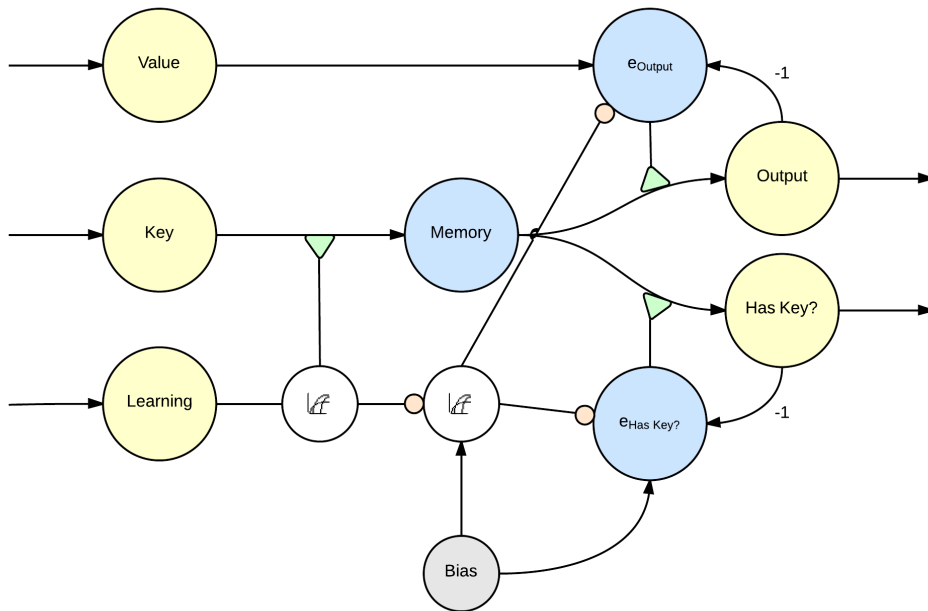 Value
eOutput
-1
Output
Key
Memory
Has Key?
Learning
eHas Key?
-1
Bias